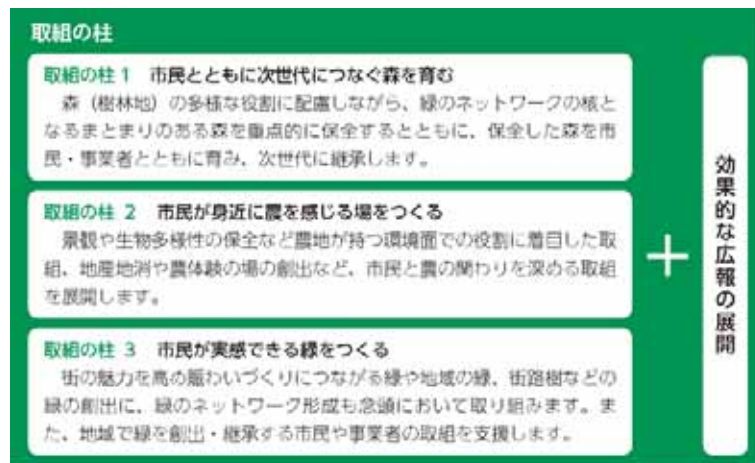 取組の柱
取組の柱 1 市民とともに次世代につなぐ森を育む
森（樹林地）の多様な役割に配慮しながら、緑のネットワークの核と
なるまとまりのある森を重点的に保全するとともに、保全した森を市
民・事業者とともに育み、次世代に継承します。
取組の柱 2 市民が身近に農を感じる場をつくる
景観や生物多様性の保全など農地が持つ環境面での役割に着目した取
組、地産地消や農体験の場の創出など、市民と農の関わりを深める取組
を展開します。
取組の柱 3 市民が実感できる緑をつくる
街の魅力を高め賑わいづくりにつながる緑や地域の緑、街路樹などの
緑の創出に、緑のネットワーク形成も念頭において取り組みます。ま
た、地域で緑を創出・継承する市民や事業者の取組を支援します。
＋
効果的な広報の展開